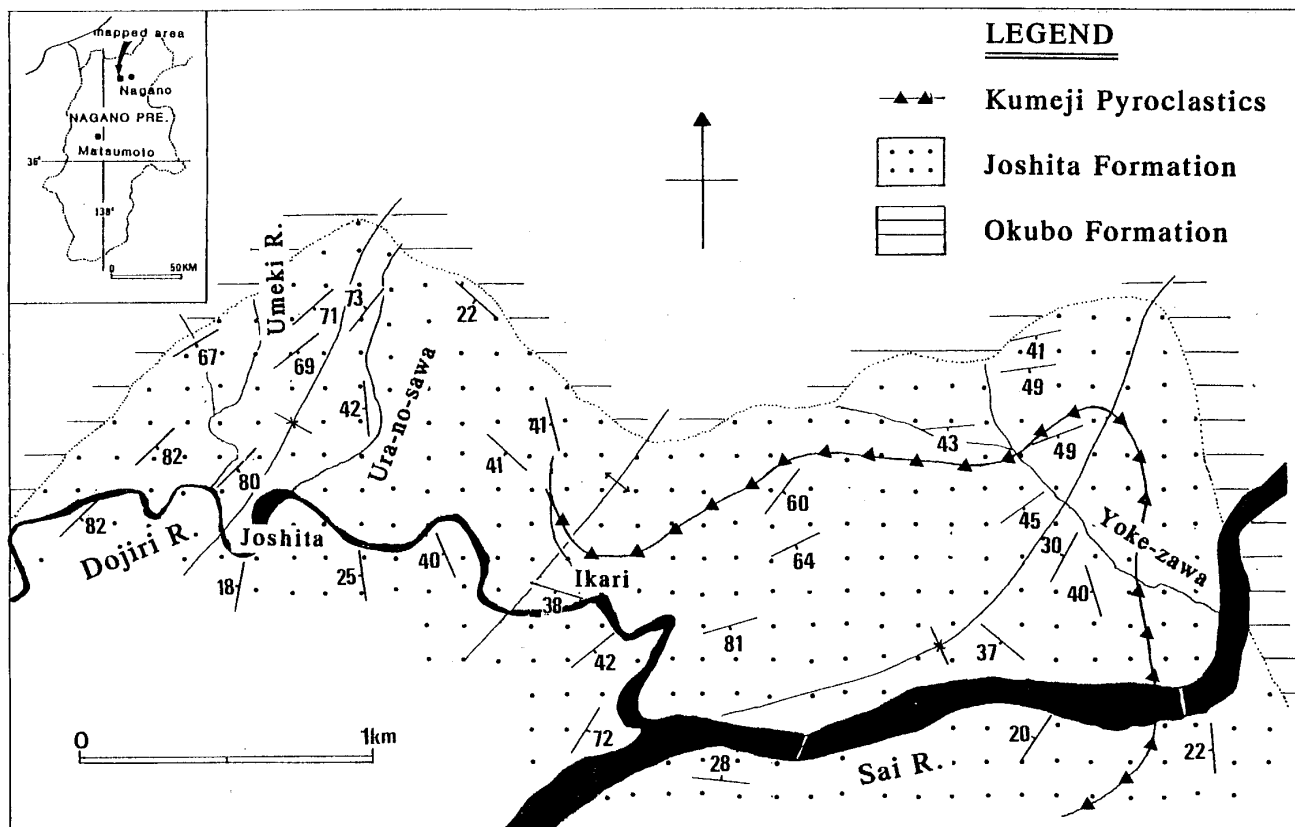 mapped area
Nagano
NAGANO PRE.
Matsumoto
36°
138°
0 50KM
LEGEND
Kumeji Pyroclastics
Joshita Formation
Okubo Formation
Umeki R.
Ura-no-sawa
67
71
73
22
69
42
41
41
82
80
82
Dojiri R.
Joshita
18
25
40
Ikari
38
42
72
28
81
60
64
43
41
49
49
45
30
Yoke-zawa
40
37
20
22
Sai R.
0 1km